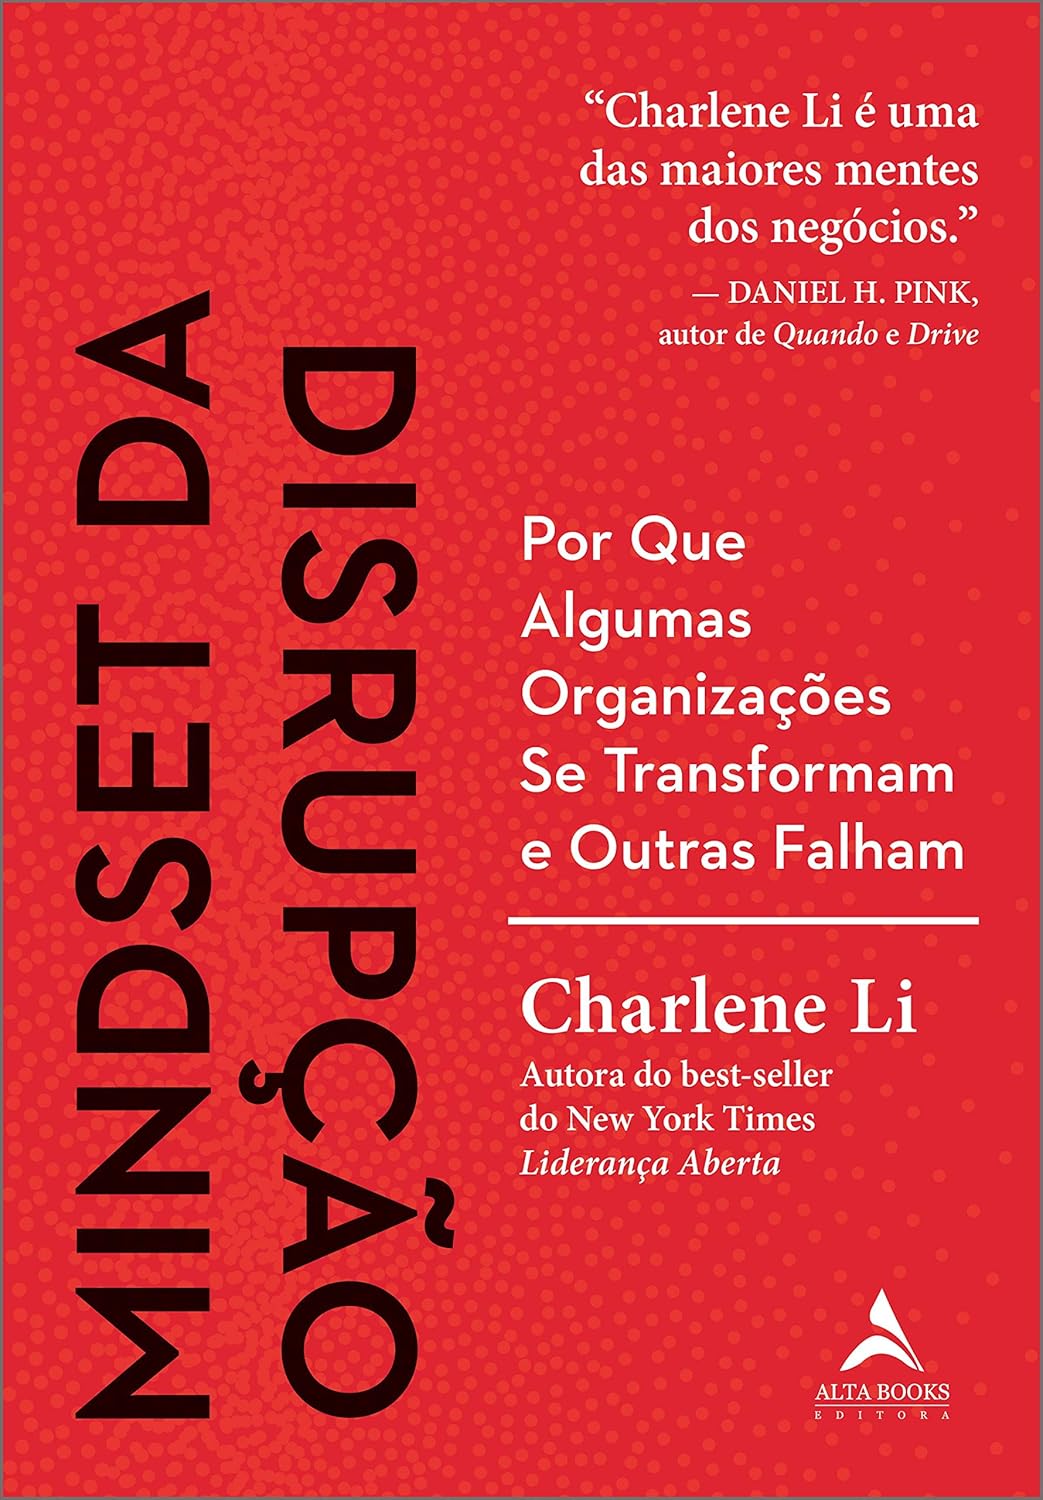 “Charlene Li é uma
das maiores mentes
dos negócios.”
— DANIEL H. PINK,
autor de Quando e Drive
MINDSET DA
DISRUPÇÃO
Por Que
Algumas
Organizações
Se Transformam
e Outras Falham
Charlene Li
Autora do best-seller
do New York Times
Liderança Aberta
ALTA BOOKS
EDITORA